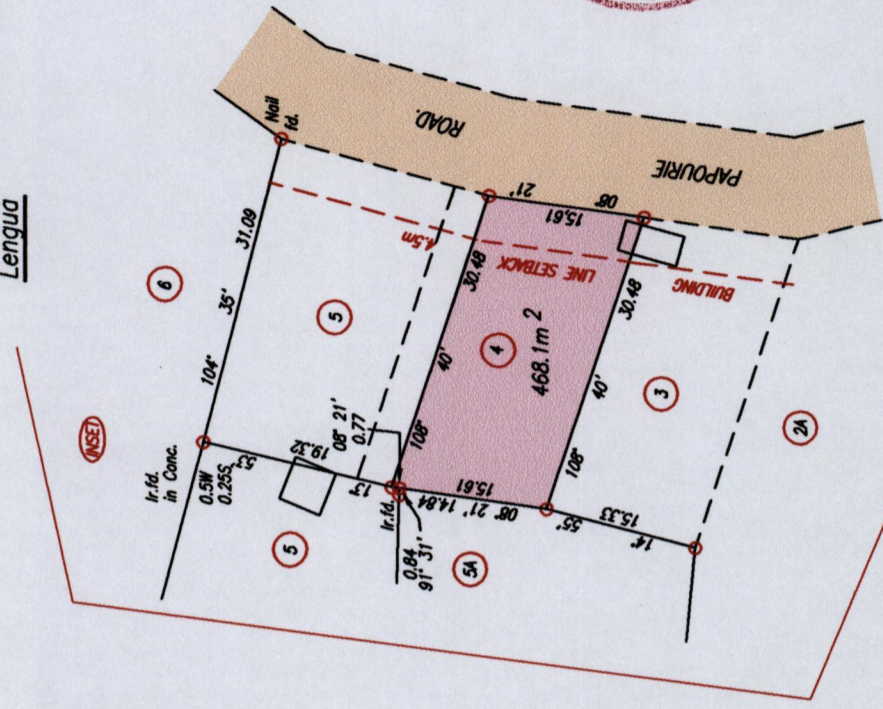 Lengua
6
INSET
Nail
fd.
ROAD.
PAPOURIE
104° 35' 31.09
5
Ir.fd.
in Conc.
0.5W
0.25S
13° 53' 19.33
08° 21'
0.77
4.5m
BUILDING LINE SETBACK
21'
15.61
08°
108° 40' 30.48
4
468.1m 2
15.61
08° 21' 14.84
Ir.fd.
0.84
91° 31'
5
5A
108° 40' 30.48
3
14° 55' 15.33
2A